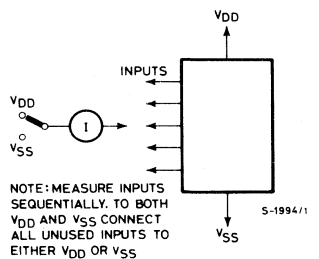 VDD
INPUTS
VDD
I
VSS
NOTE: MEASURE INPUTS
SEQUENTIALLY. TO BOTH
VDD AND VSS CONNECT
ALL UNUSED INPUTS TO
EITHER VDD OR VSS
S-1994/1
VSS